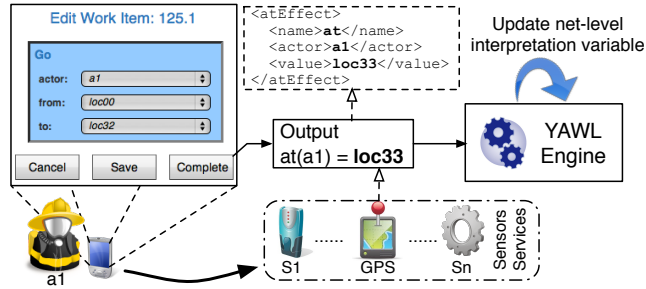 Edit Work Item: 125.1
Go
actor: a1
from: loc00
to: loc32
Cancel Save Complete
<atEffect>
<name>at</name>
<actor>a1</actor>
<value>loc33</value>
</atEffect>
Update net-level
interpretation variable
Output
at(a1) = loc33
YAWL
Engine
a1
S1 GPS Sn
Sensors
Services